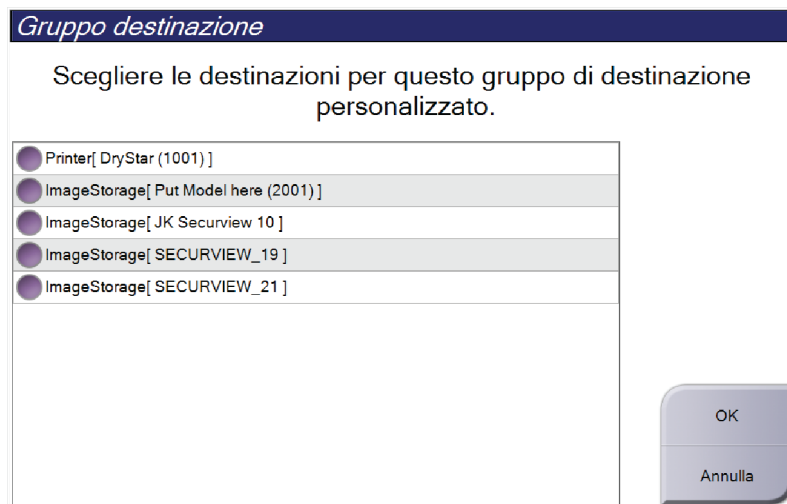 Gruppo destinazione
Scegliere le destinazioni per questo gruppo di destinazione
personalizzato.
Printer[ DryStar (1001) ]
ImageStorage[ Put Model here (2001) ]
ImageStorage[ JK Securview 10 ]
ImageStorage[ SECURVIEW_19 ]
ImageStorage[ SECURVIEW_21 ]
OK
Annulla